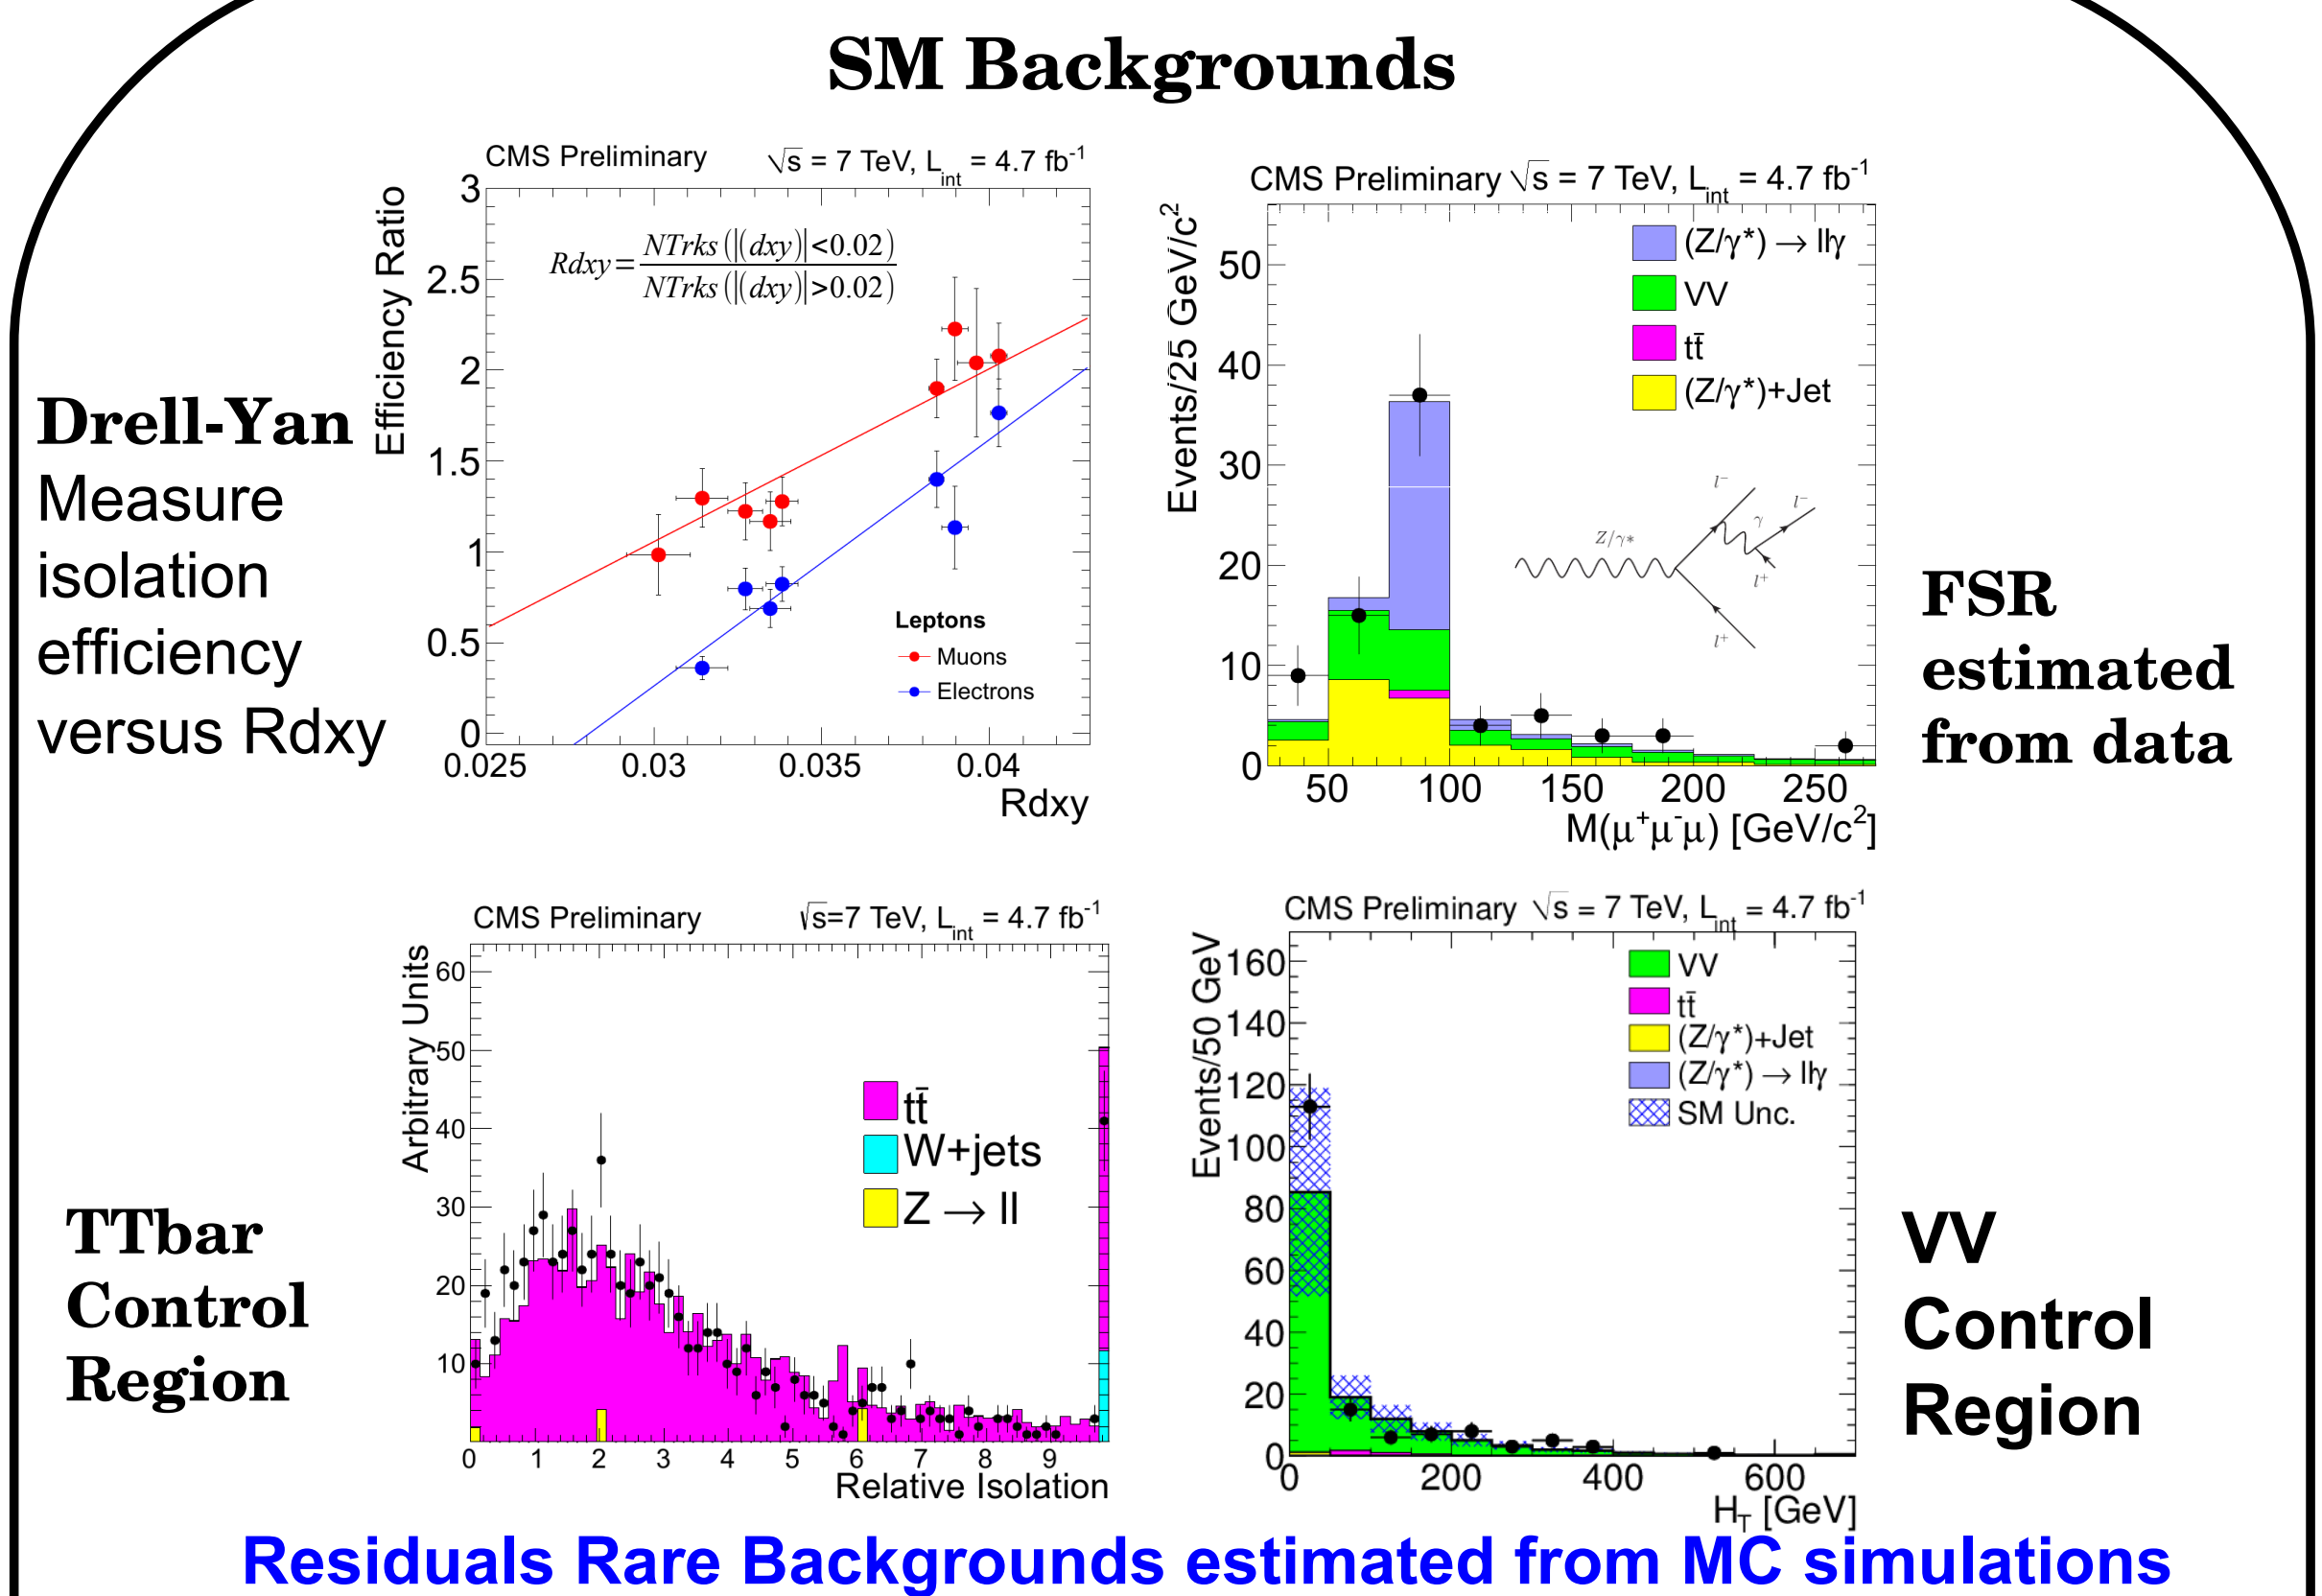 SM Backgrounds
Drell-Yan
Measure
isolation
efficiency
versus Rdxy
CMS Preliminary √s = 7 TeV, L_int = 4.7 fb⁻¹
Efficiency Ratio
3
2.5
2
1.5
1
0.5
0
Rdxy = NTrks (|(dxy)|<0.02) / NTrks (|(dxy)|>0.02)
Leptons
Muons
Electrons
0.025 0.03 0.035 0.04
Rdxy
CMS Preliminary √s = 7 TeV, L_int = 4.7 fb⁻¹
Events/25 GeV/c²
50
40
30
20
10
0
(Z/γ*) → llγ
VV
tt̄
(Z/γ*)+Jet
Z/γ*
l⁻
γ
l⁻
l⁺
l⁺
50 100 150 200 250
M(μ⁺μ⁻μ) [GeV/c²]
FSR
estimated
from data
TTbar
Control
Region
CMS Preliminary √s=7 TeV, L_int = 4.7 fb⁻¹
Arbitrary Units
60
50
40
30
20
10
tt̄
W+jets
Z → ll
0 1 2 3 4 5 6 7 8 9
Relative Isolation
CMS Preliminary √s = 7 TeV, L_int = 4.7 fb⁻¹
Events/50 GeV
160
140
120
100
80
60
40
20
0
VV
tt̄
(Z/γ*)+Jet
(Z/γ*) → llγ
SM Unc.
0 200 400 600
H_T [GeV]
VV
Control
Region
Residuals Rare Backgrounds estimated from MC simulations